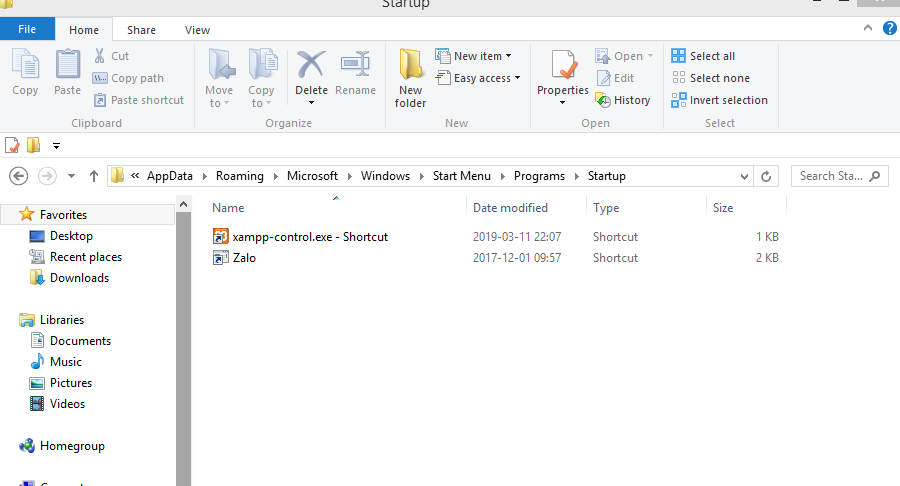 Startup
File Home Share View
Copy Paste Cut Copy path Paste shortcut Move to Copy to Delete Rename New folder New item Easy access Properties Open Edit History Select all Select none Invert selection
Clipboard Organize New Open Select
« AppData Roaming Microsoft Windows Start Menu Programs Startup Search Sta...
Favorites
Desktop
Recent places
Downloads
Libraries
Documents
Music
Pictures
Videos
Homegroup
Name Date modified Type Size
xampp-control.exe - Shortcut 2019-03-11 22:07 Shortcut 1 KB
Zalo 2017-12-01 09:57 Shortcut 2 KB